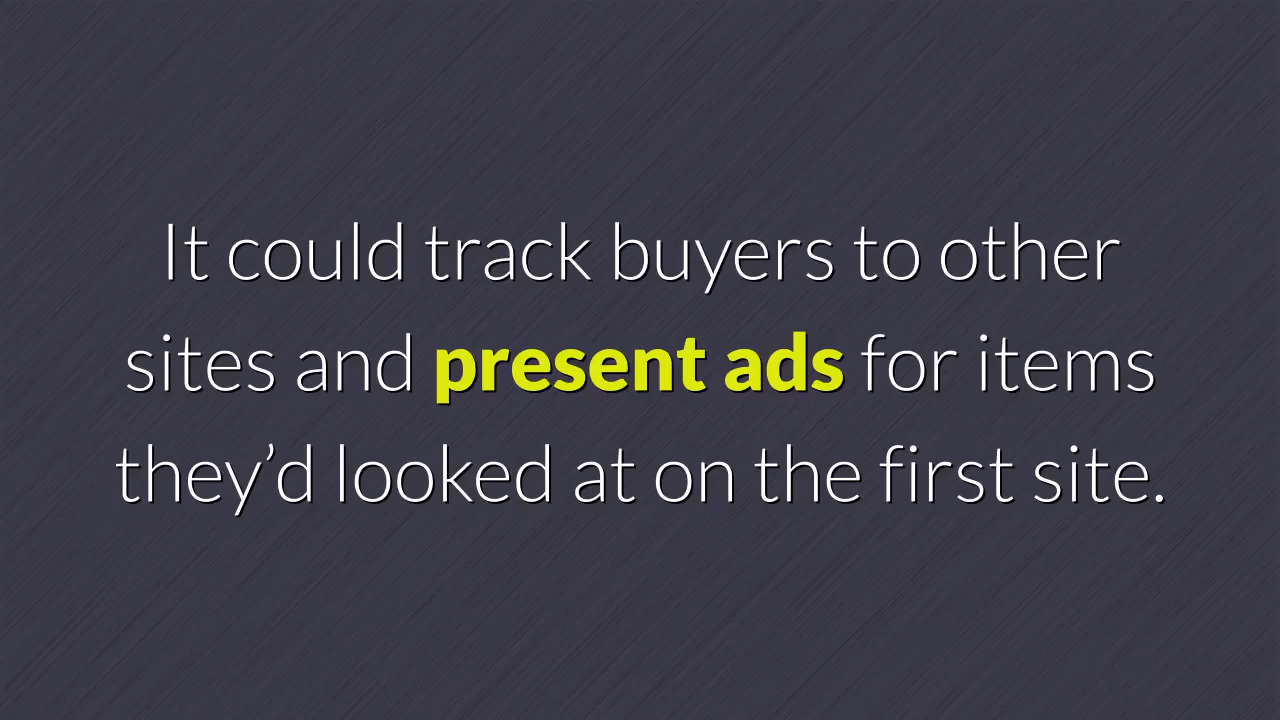 It could track buyers to other
sites and present ads for items
they’d looked at on the first site.